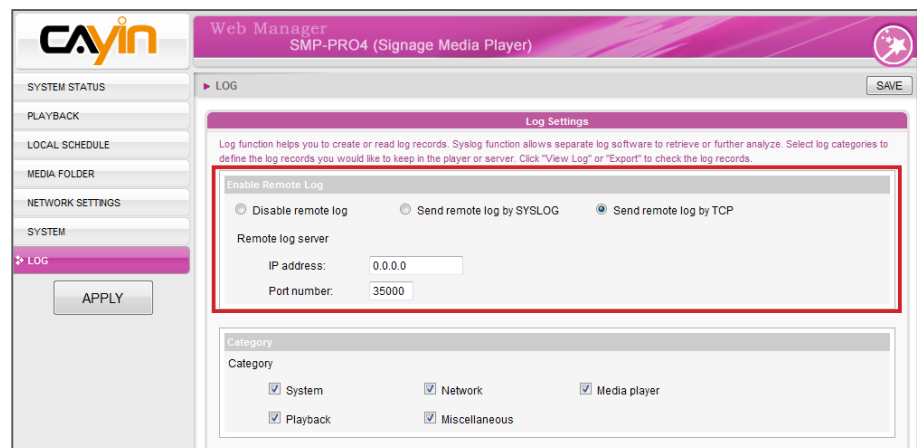 CAYIN
Web Manager
SMP-PRO4 (Signage Media Player)
SYSTEM STATUS
PLAYBACK
LOCAL SCHEDULE
MEDIA FOLDER
NETWORK SETTINGS
SYSTEM
LOG
APPLY
LOG
SAVE
Log Settings
Log function helps you to create or read log records. Syslog function allows separate log software to retrieve or further analyze. Select log categories to
define the log records you would like to keep in the player or server. Click "View Log" or "Export" to check the log records.
Enable Remote Log
Disable remote log Send remote log by SYSLOG Send remote log by TCP
Remote log server
IP address: 0.0.0.0
Port number: 35000
Category
Category
System Network Media player
Playback Miscellaneous